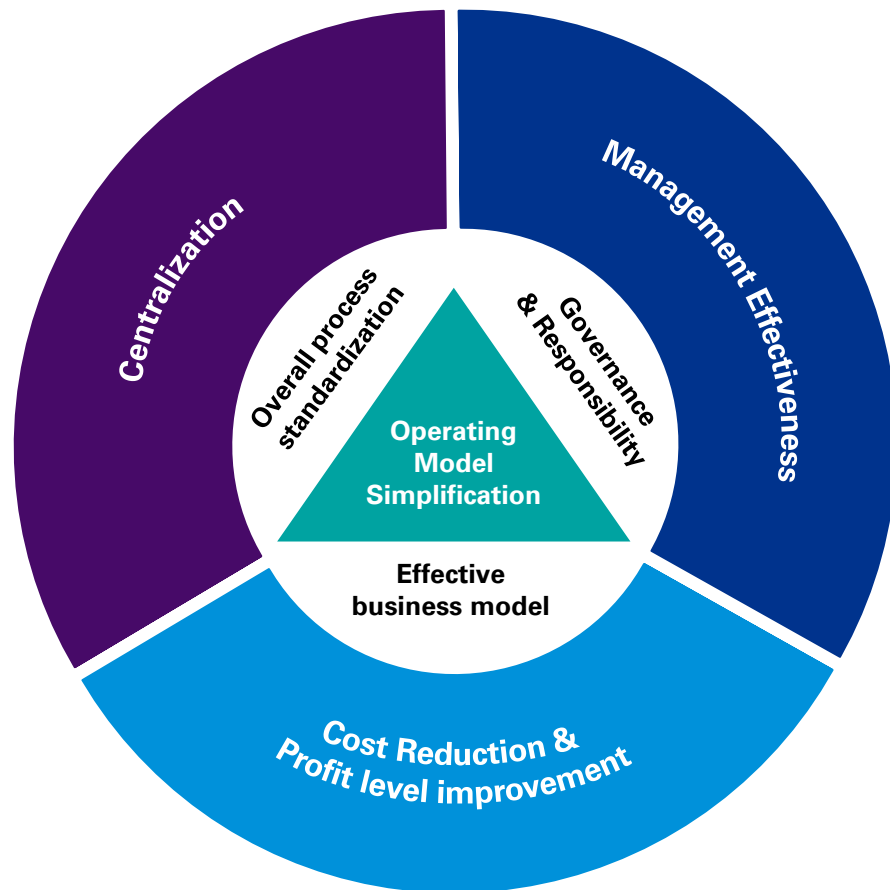 Centralization
Management Effectiveness
Overall process
standardization
Governance
& Responsibility
Operating
Model
Simplification
Effective
business model
Cost Reduction &
Profit level improvement